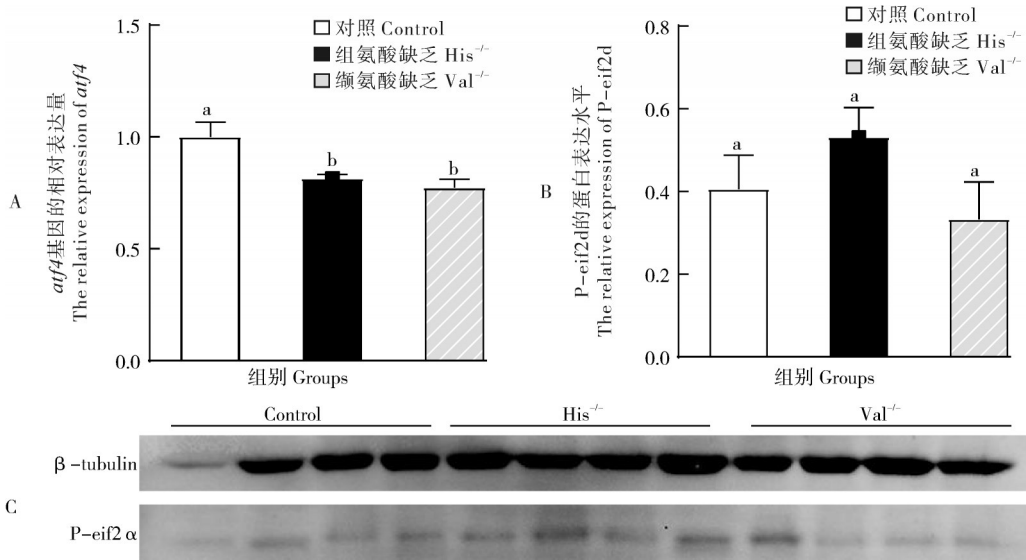 1.5
1.0
0.5
0.0
对照 Control
组氨酸缺乏 His⁻/⁻
缬氨酸缺乏 Val⁻/⁻
a
b
b
A
atf4基因的相对表达量
The relative expression of atf4
组别 Groups
0.8
0.6
0.4
0.2
0.0
对照 Control
组氨酸缺乏 His⁻/⁻
缬氨酸缺乏 Val⁻/⁻
a
a
a
B
P-eif2d的蛋白表达水平
The relative expression of P-eif2d
组别 Groups
Control
His⁻/⁻
Val⁻/⁻
β-tubulin
C
P-eif2 α